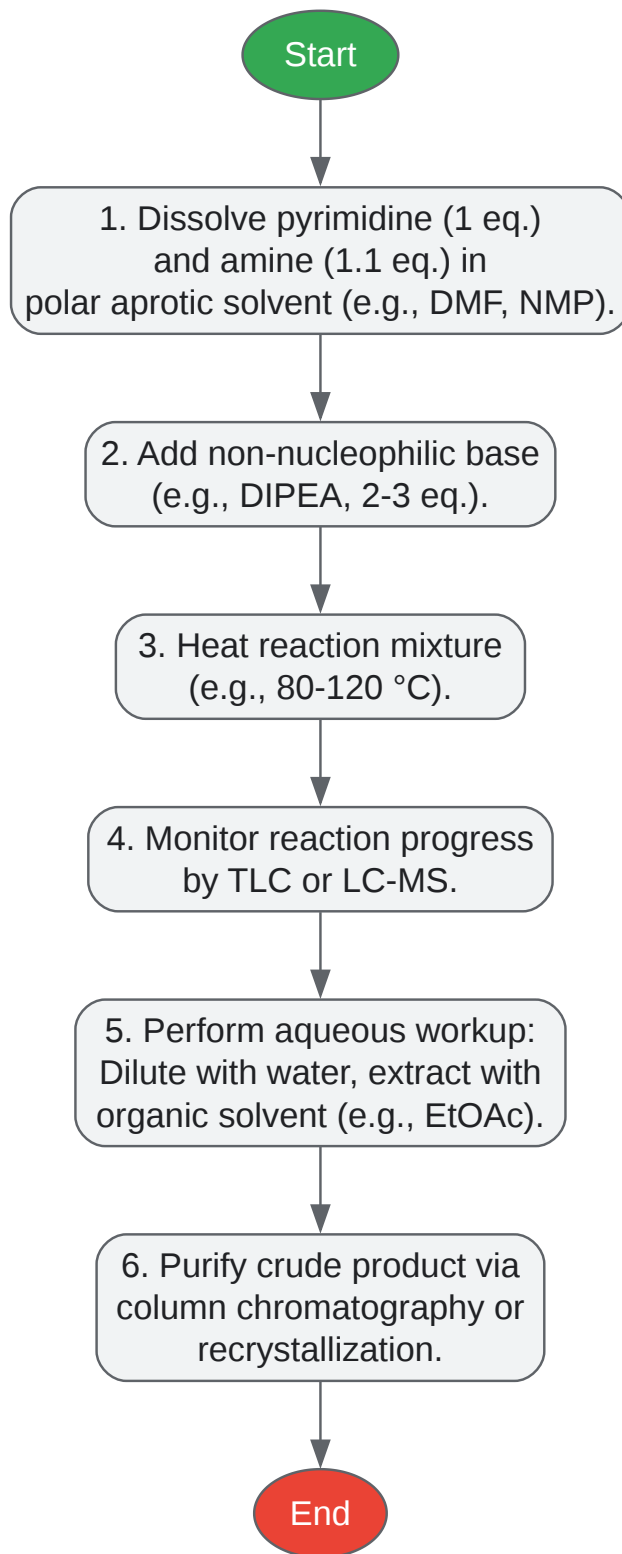 Start
1. Dissolve pyrimidine (1 eq.)
and amine (1.1 eq.) in
polar aprotic solvent (e.g., DMF, NMP).
2. Add non-nucleophilic base
(e.g., DIPEA, 2-3 eq.).
3. Heat reaction mixture
(e.g., 80-120 °C).
4. Monitor reaction progress
by TLC or LC-MS.
5. Perform aqueous workup:
Dilute with water, extract with
organic solvent (e.g., EtOAc).
6. Purify crude product via
column chromatography or
recrystallization.
End